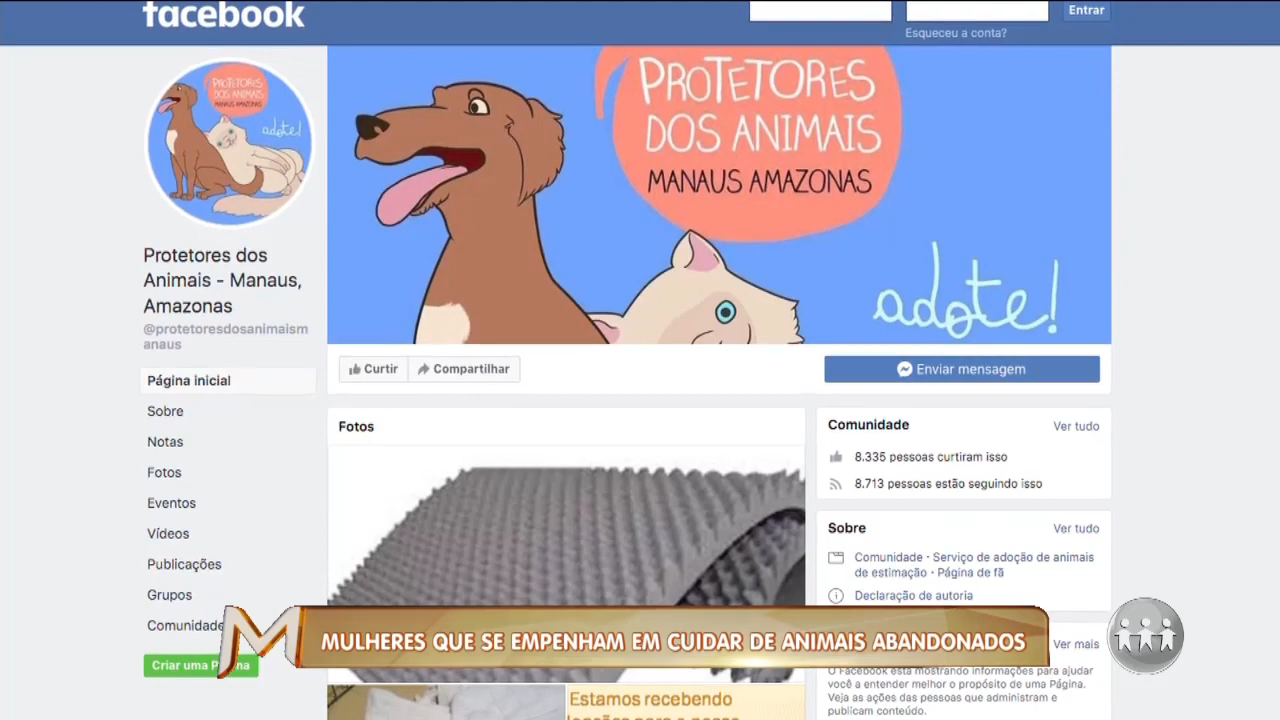 facebook
Entrar
Esqueceu a conta?
PROTETORES
DOS ANIMAIS
MANAUS AMAZONAS
adote!
PROTETORES
DOS ANIMAIS
MANAUS AMAZONAS
adote!
Protetores dos
Animais - Manaus,
Amazonas
@protetoresdosanimaism
anaus
Página inicial
Sobre
Notas
Fotos
Eventos
Vídeos
Publicações
Grupos
Comunidade
Criar uma
Curtir
Compartilhar
Enviar mensagem
Fotos
Estamos recebendo
Comunidade
Ver tudo
8.335 pessoas curtiram isso
8.713 pessoas estão seguindo isso
Sobre
Ver tudo
Comunidade · Serviço de adoção de animais
de estimação · Página de fã
Declaração de autoria
Ver mais
O Facebook está mostrando informações para ajudar
você a entender melhor o propósito de uma Página.
Veja as ações das pessoas que administram e
publicam conteúdo.
M
MULHERES QUE SE EMPENHAM EM CUIDAR DE ANIMAIS ABANDONADOS